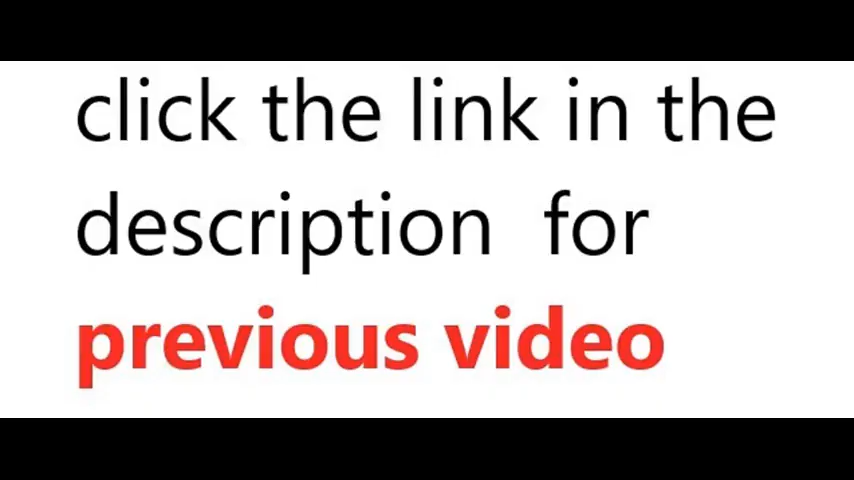 click the link in the
description for
previous video